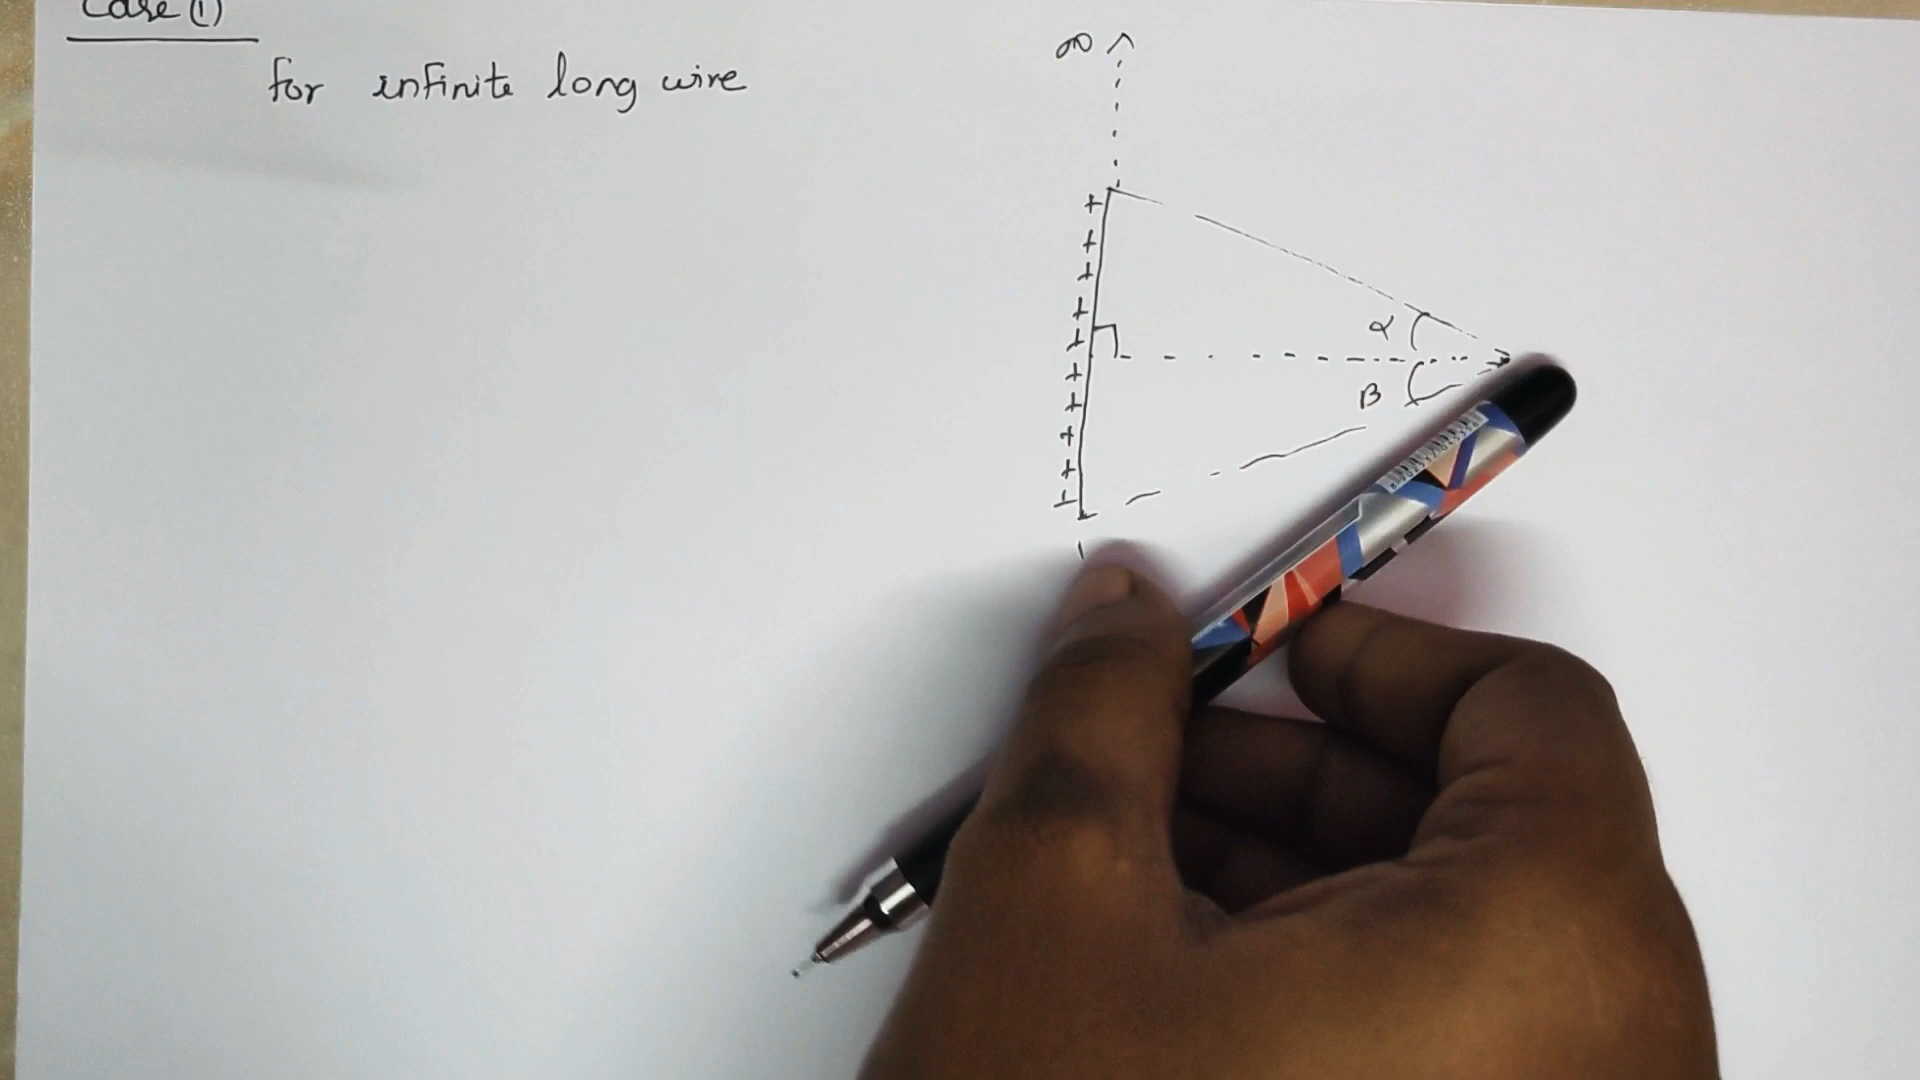 Case (1)
for infinite long wire
∞
+
+
+
+
+
+
+
+
+
+
α
B